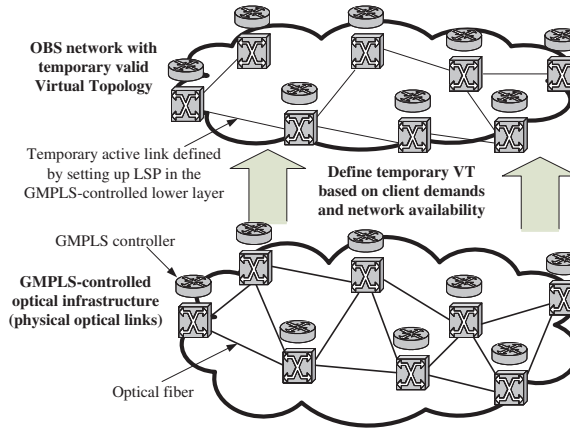 OBS network with
temporary valid
Virtual Topology
Temporary active link defined
by setting up LSP in the
GMPLS-controlled lower layer
Define temporary VT
based on client demands
and network availability
GMPLS controller
GMPLS-controlled
optical infrastructure
(physical optical links)
Optical fiber